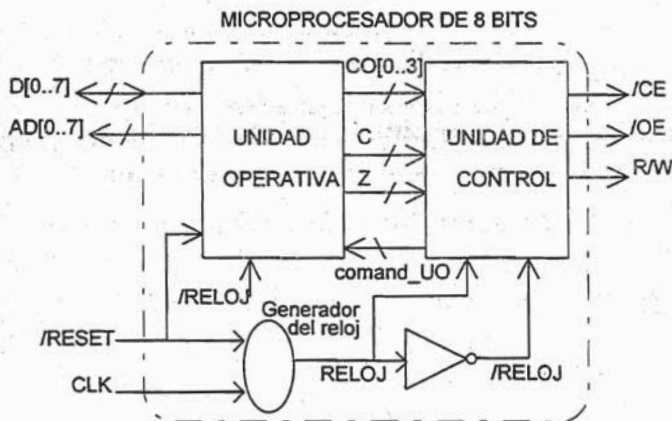 MICROPROCESADOR DE 8 BITS
D[0..7]
AD[0..7]
UNIDAD
OPERATIVA
CO[0..3]
C
Z
UNIDAD DE
CONTROL
/CE
/OE
R/W
comand_UO
/RELOJ
Generador
del reloj
/RESET
CLK
RELOJ
/RELOJ